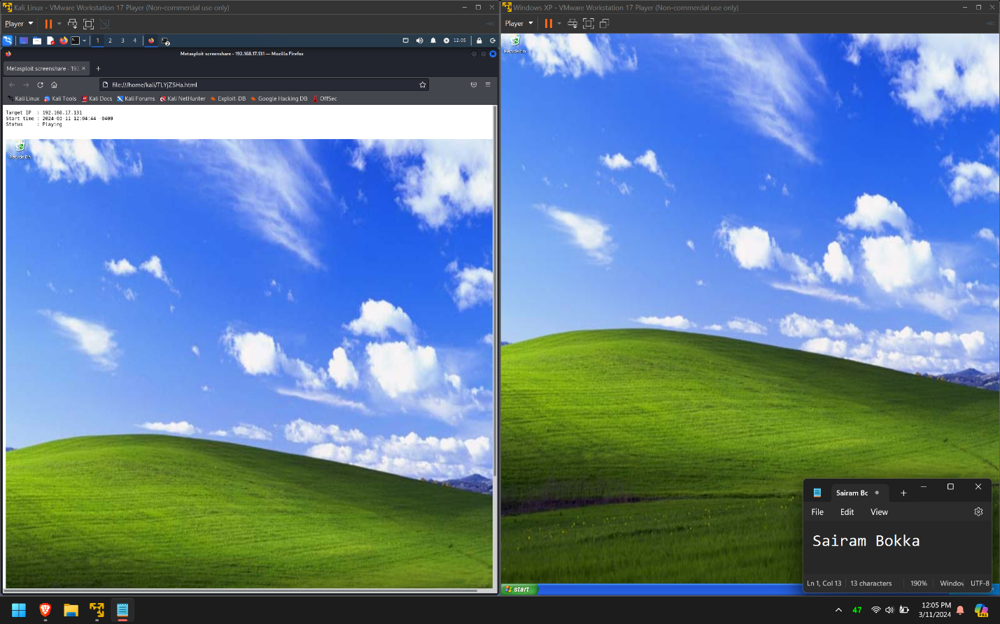 Kali_Linux - VMware Workstation 17 Player (Non-commercial use only)
Player
1 2 3 4
2
12:05
Metasploit screenshare - 192.168.17.131 — Mozilla Firefox
Metasploit screenshare - 192
file:///home/kali/TLYjZSHa.html
Kali Linux Kali Tools Kali Docs Kali Forums Kali NetHunter Exploit-DB Google Hacking DB OffSec
Target IP : 192.168.17.131
Start time : 2024-03-11 12:04:44 -0400
Status : Playing
Recycle Bin
Windows XP - VMware Workstation 17 Player (Non-commercial use only)
Player
Recycle Bin
start
Sairam Bc
File Edit View
Sairam Bokka
Ln 1, Col 13 13 characters 190% Window UTF-8
47
12:05 PM
3/11/2024
PRE